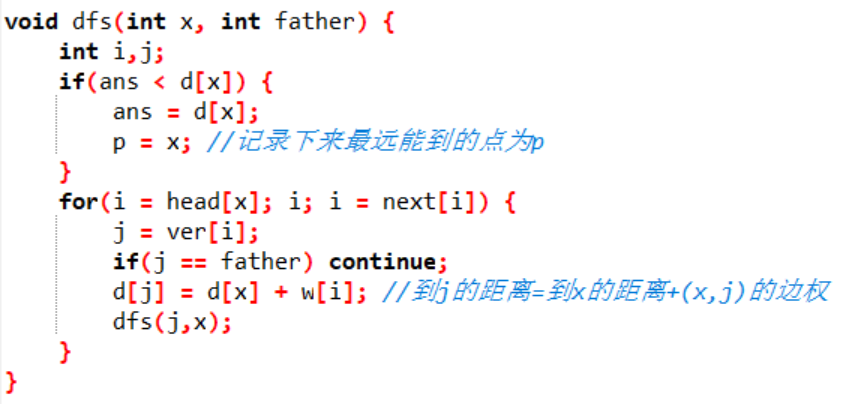 void dfs(int x, int father) {
    int i,j;
    if(ans < d[x]) {
        ans = d[x];
        p = x; //记录下来最远能到的点为p
    }
    for(i = head[x]; i; i = next[i]) {
        j = ver[i];
        if(j == father) continue;
        d[j] = d[x] + w[i]; //到j的距离=到x的距离+(x,j)的边权
        dfs(j,x);
    }
}